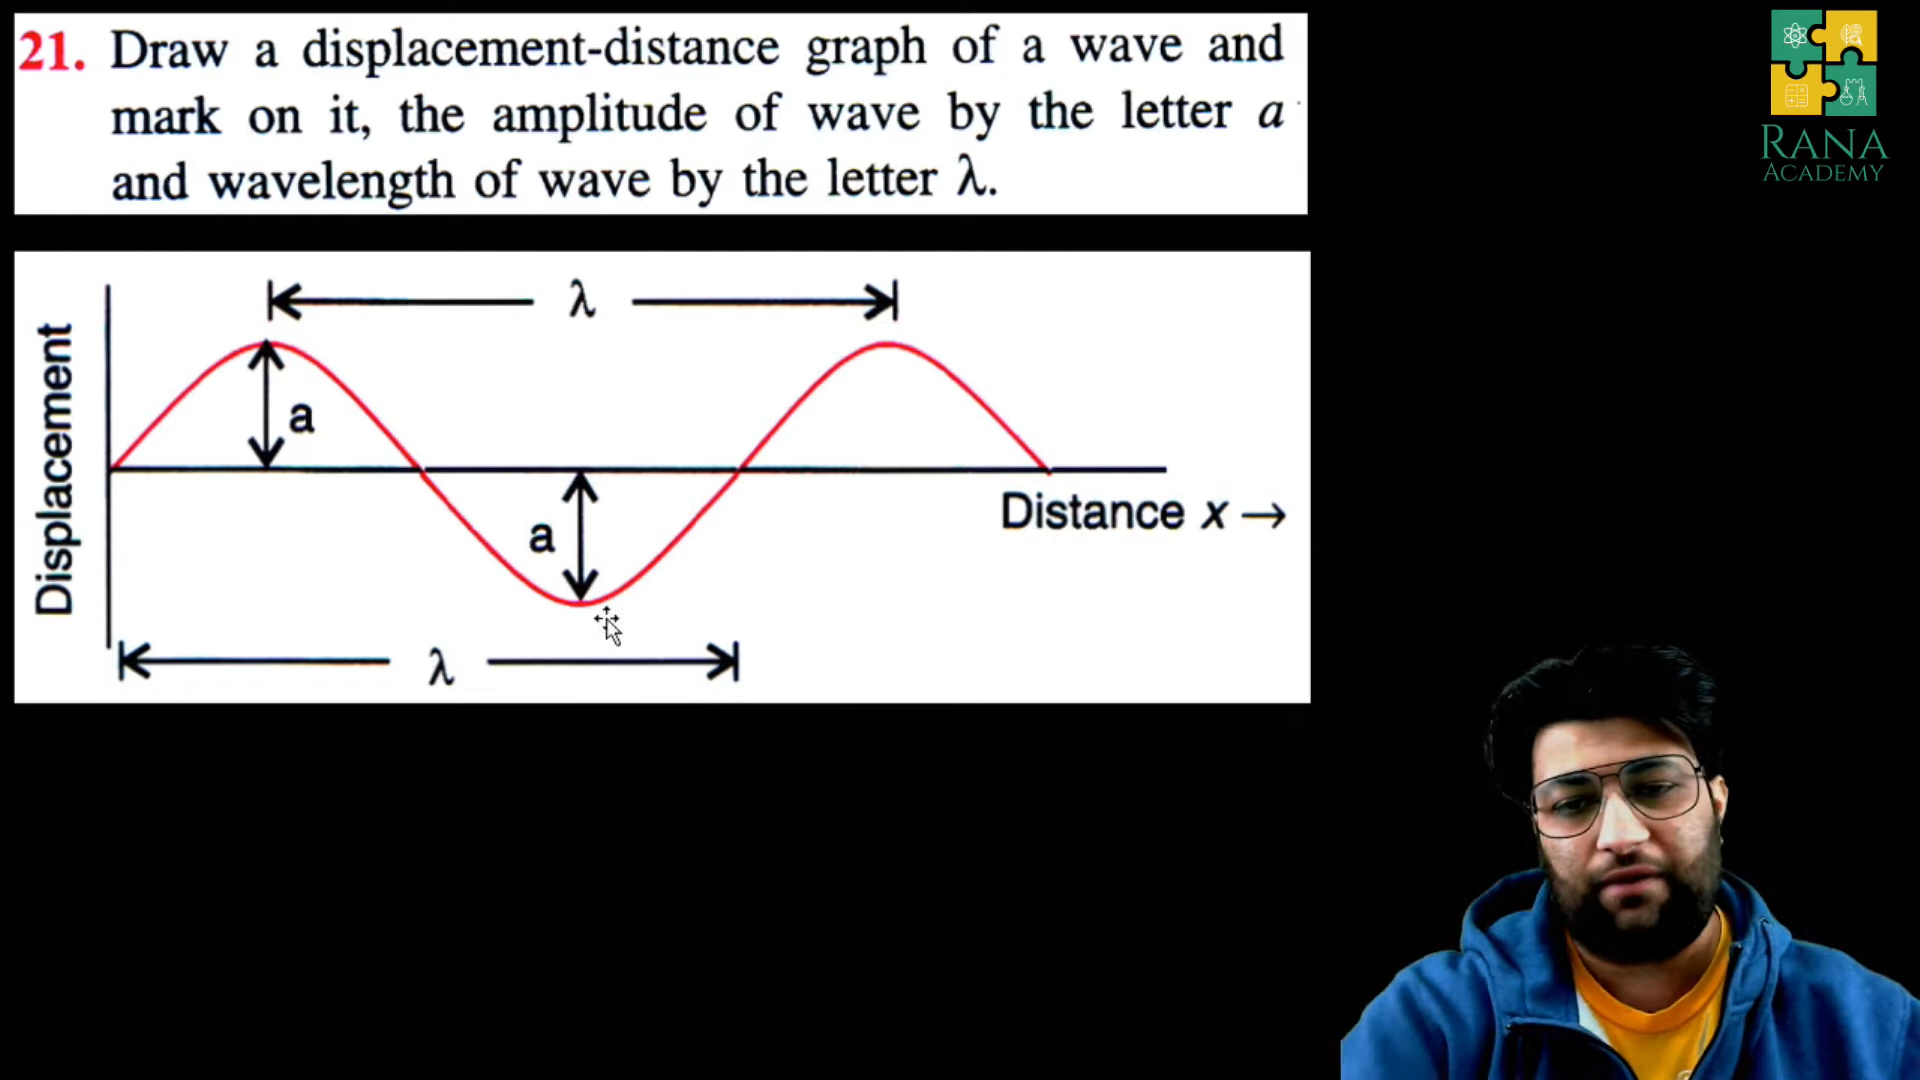 21. Draw a displacement-distance graph of a wave and
mark on it, the amplitude of wave by the letter a
and wavelength of wave by the letter λ.
RANA
ACADEMY
λ
Displacement
a
a
Distance x →
λ